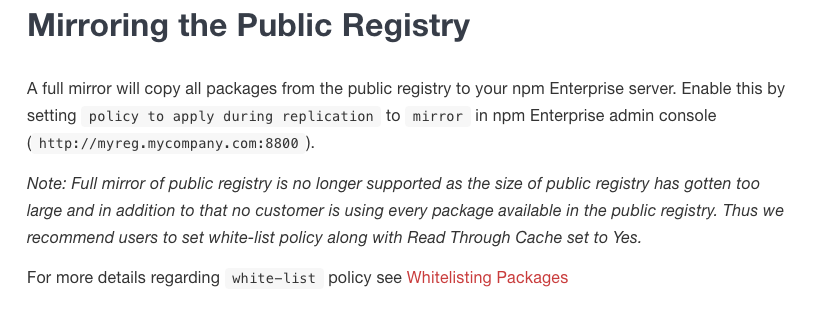 Mirroring the Public Registry
A full mirror will copy all packages from the public registry to your npm Enterprise server. Enable this by
setting policy to apply during replication to mirror in npm Enterprise admin console
( http://myreg.mycompany.com:8800 ).
Note: Full mirror of public registry is no longer supported as the size of public registry has gotten too
large and in addition to that no customer is using every package available in the public registry. Thus we
recommend users to set white-list policy along with Read Through Cache set to Yes.
For more details regarding white-list policy see Whitelisting Packages